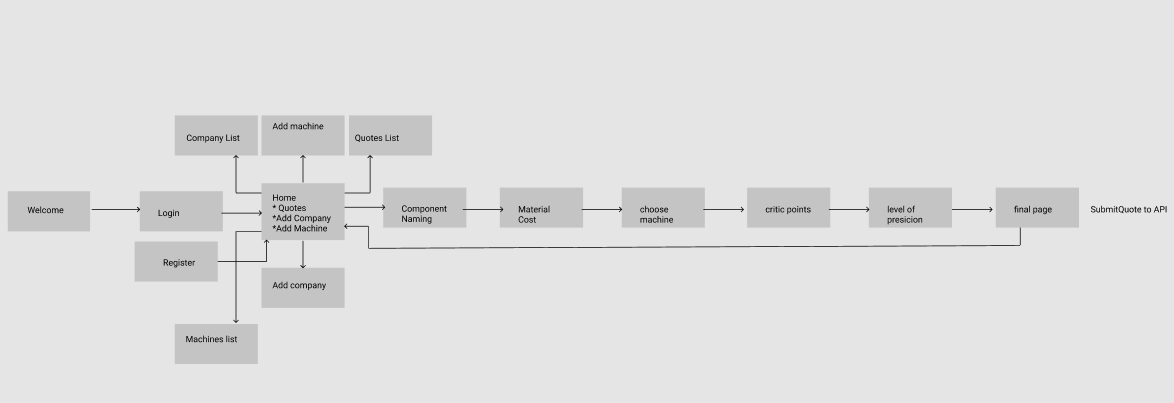 Company List
Add machine
Quotes List
Welcome
Login
Home
* Quotes
*Add Company
*Add Machine
Component
Naming
Material
Cost
choose
machine
critic points
level of
presicion
final page
SubmitQuote to API
Register
Add company
Machines list